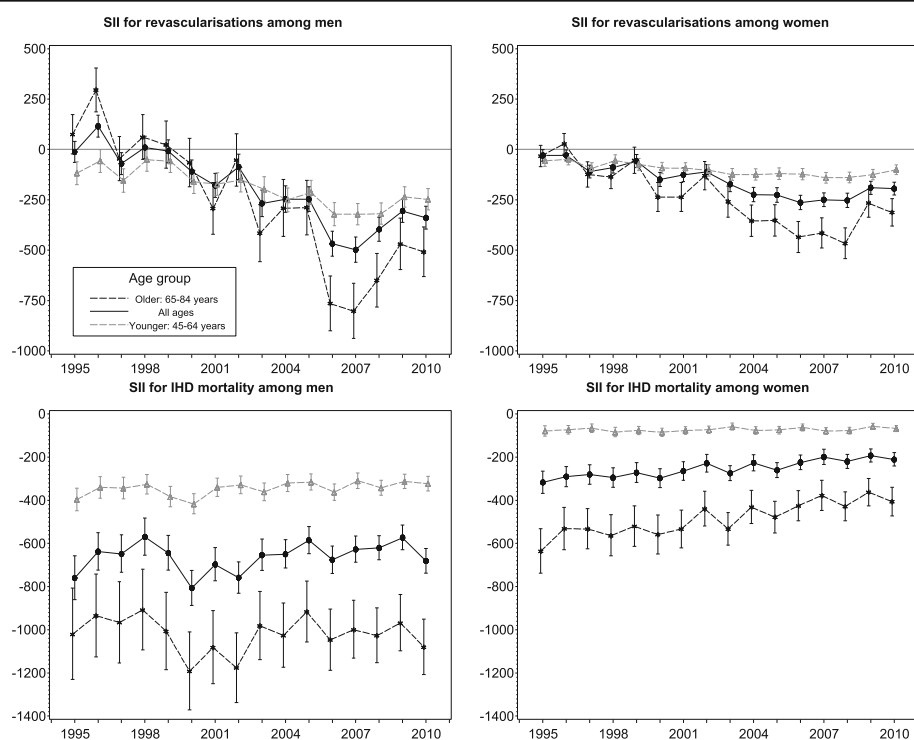 SII for revascularisations among men
500
250
0
-250
-500
-750
-1000
Age group
Older: 65-84 years
All ages
Younger: 45-64 years
1995 1998 2001 2004 2007 2010
SII for revascularisations among women
500
250
0
-250
-500
-750
-1000
1995 1998 2001 2004 2007 2010
SII for IHD mortality among men
0
-200
-400
-600
-800
-1000
-1200
-1400
1995 1998 2001 2004 2007 2010
SII for IHD mortality among women
0
-200
-400
-600
-800
-1000
-1200
-1400
1995 1998 2001 2004 2007 2010